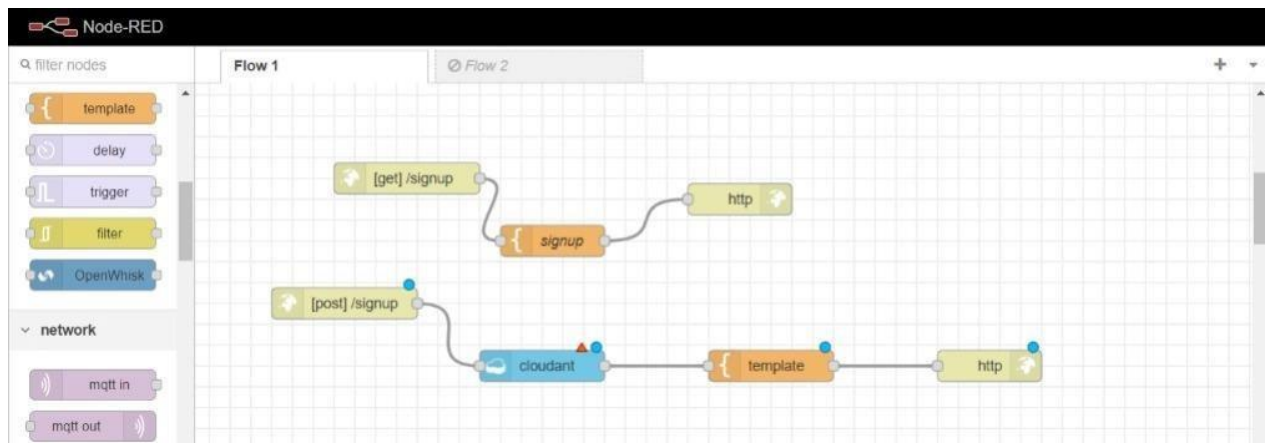 Node-RED
filter nodes
Flow 1
Flow 2
template
delay
trigger
filter
OpenWhisk
network
mqtt in
mqtt out
[get] /signup
http
signup
[post] /signup
cloudant
template
http